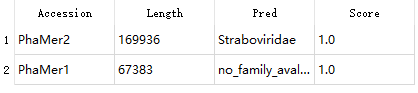 Accession Length Pred Score
1 PhaMer2 169936 Straboviridae 1.0
2 PhaMer1 67383 no_family_aval... 1.0